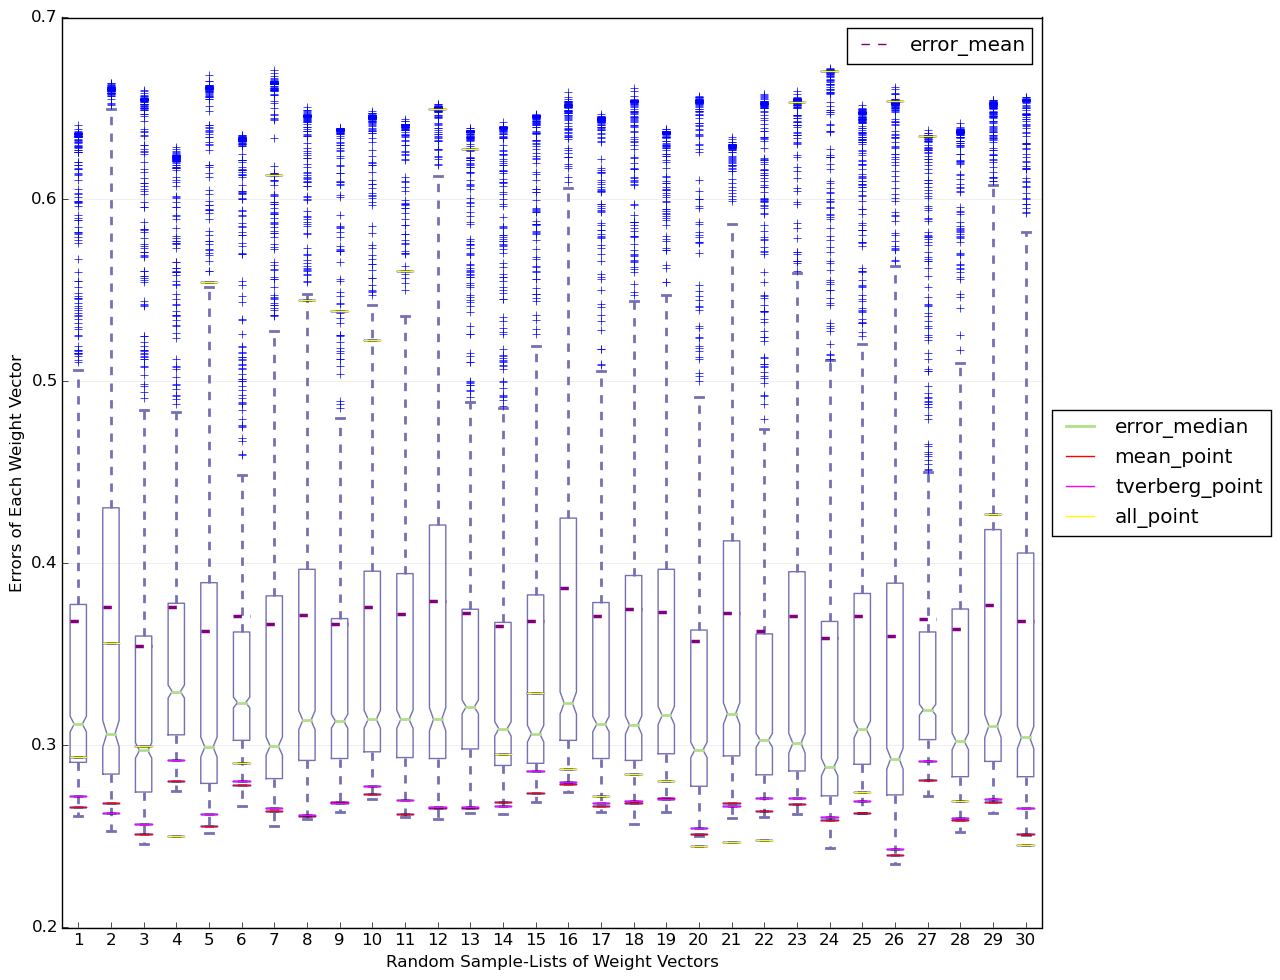 0.7
error_mean
0.6
0.5
0.4
0.3
0.2
Errors of Each Weight Vector
error_median
mean_point
tverberg_point
all_point
1 2 3 4 5 6 7 8 9 10 11 12 13 14 15 16 17 18 19 20 21 22 23 24 25 26 27 28 29 30
Random Sample-Lists of Weight Vectors